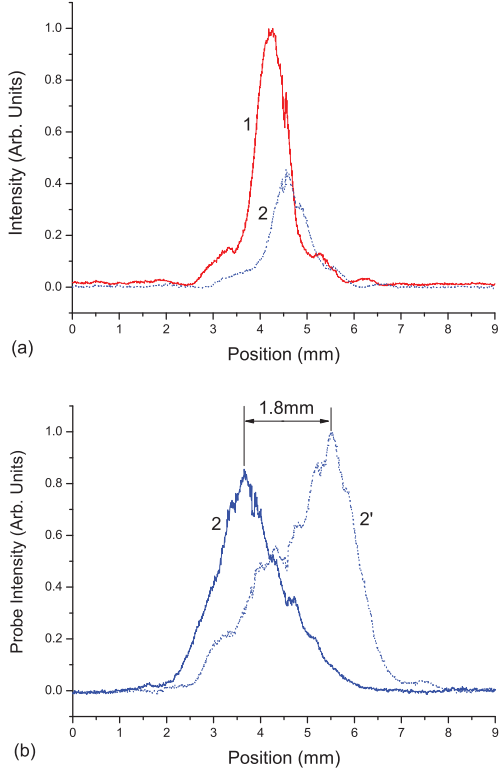 Intensity (Arb. Units)
1.0
0.8
0.6
0.4
0.2
0.0
1
2
0 1 2 3 4 5 6 7 8 9
(a)
Position (mm)
Probe Intensity (Arb. Units)
1.8mm
1.0
0.8
0.6
0.4
0.2
0.0
2
2'
0 1 2 3 4 5 6 7 8 9
(b)
Position (mm)